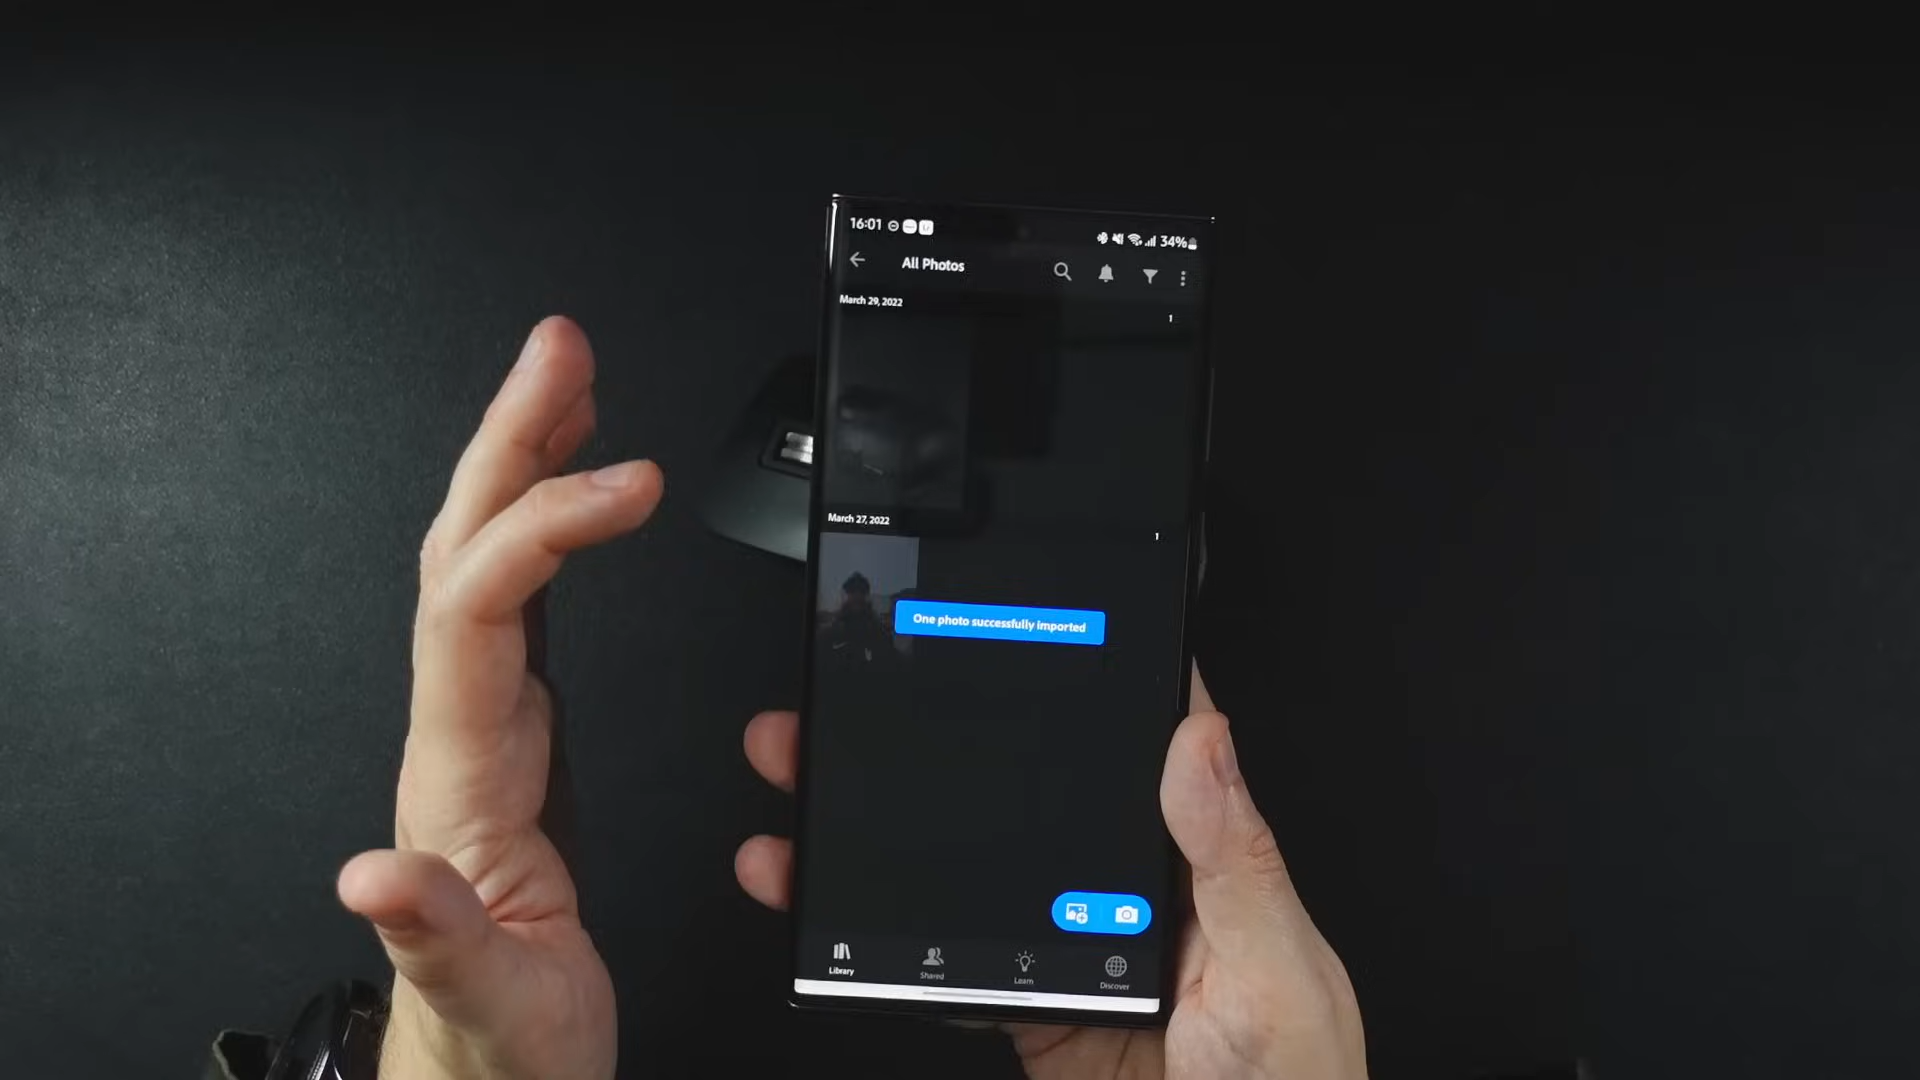 16:01
34%
All Photos
March 29, 2022
1
March 27, 2022
1
One photo successfully imported
Library
Shared
Learn
Discover